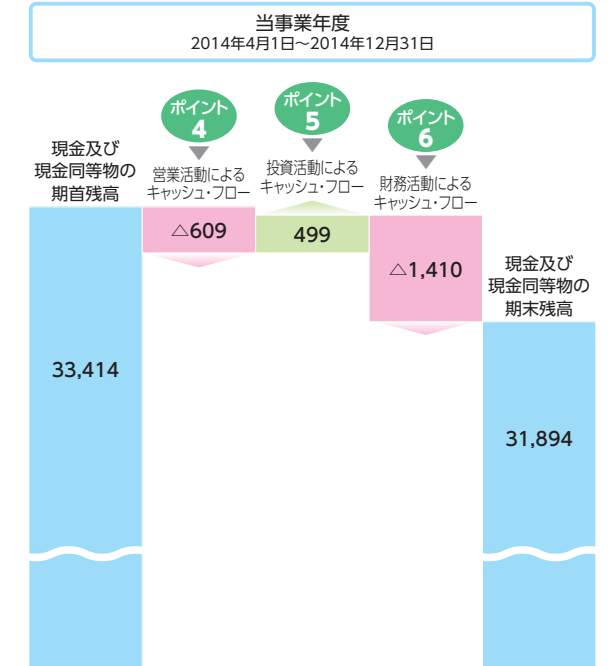 当事業年度
2014年4月1日～2014年12月31日
現金及び
現金同等物の
期首残高
33,414
ポイント
4
営業活動による
キャッシュ・フロー
△609
ポイント
5
投資活動による
キャッシュ・フロー
499
ポイント
6
財務活動による
キャッシュ・フロー
△1,410
現金及び
現金同等物の
期末残高
31,894